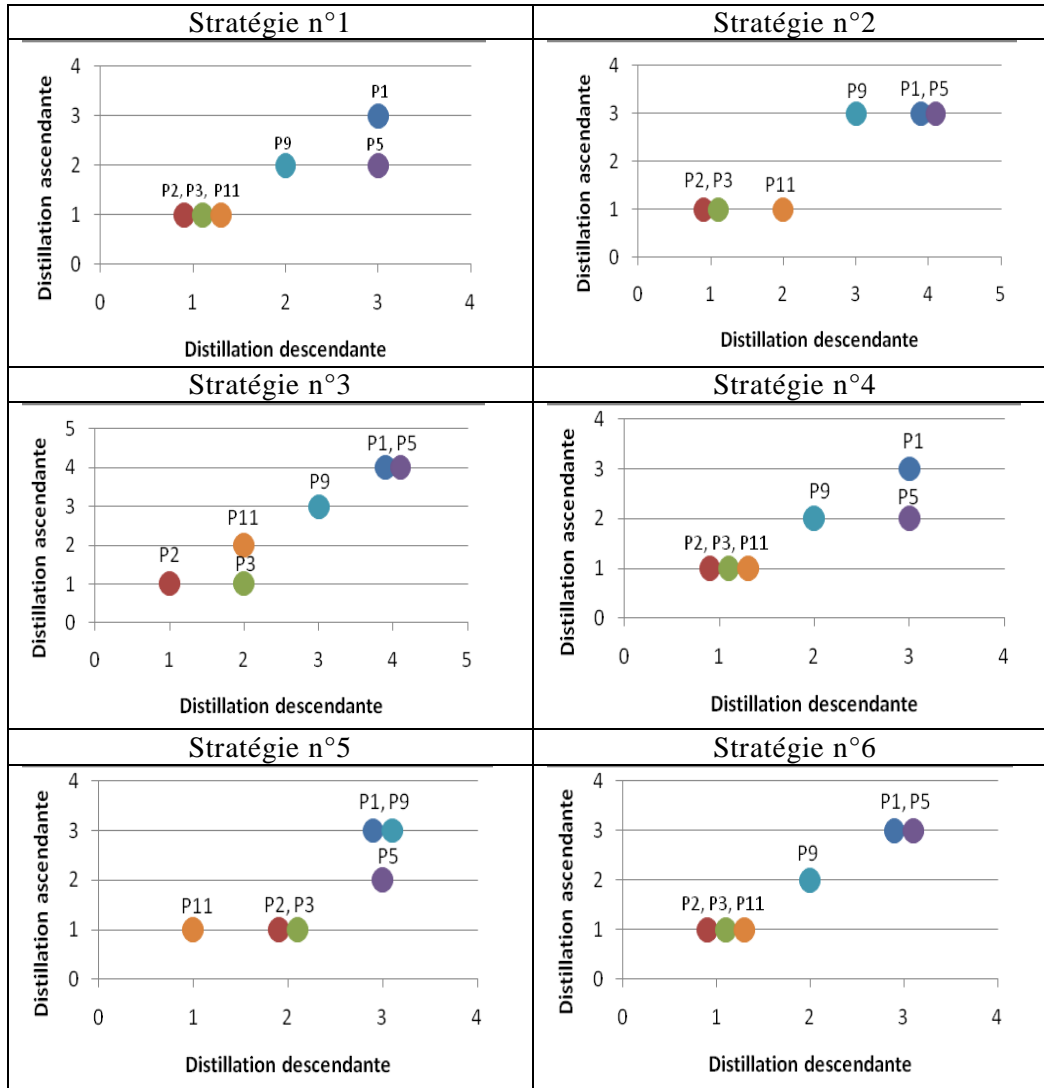 Stratégie n°1
4
3
2
1
0
0
1
2
3
4
P1
P9
P5
P2, P3, P11
Distillation ascendante
Distillation descendante
Stratégie n°2
4
3
2
1
0
0
1
2
3
4
5
P9
P1, P5
P2, P3
P11
Distillation ascendante
Distillation descendante
Stratégie n°3
5
4
3
2
1
0
0
1
2
3
4
5
P1, P5
P9
P11
P2
P3
Distillation ascendante
Distillation descendante
Stratégie n°4
4
3
2
1
0
0
1
2
3
4
P1
P9
P5
P2, P3, P11
Distillation ascendante
Distillation descendante
Stratégie n°5
4
3
2
1
0
0
1
2
3
4
P1, P9
P5
P11
P2, P3
Distillation ascendante
Distillation descendante
Stratégie n°6
4
3
2
1
0
0
1
2
3
4
P1, P5
P9
P2, P3, P11
Distillation ascendante
Distillation descendante